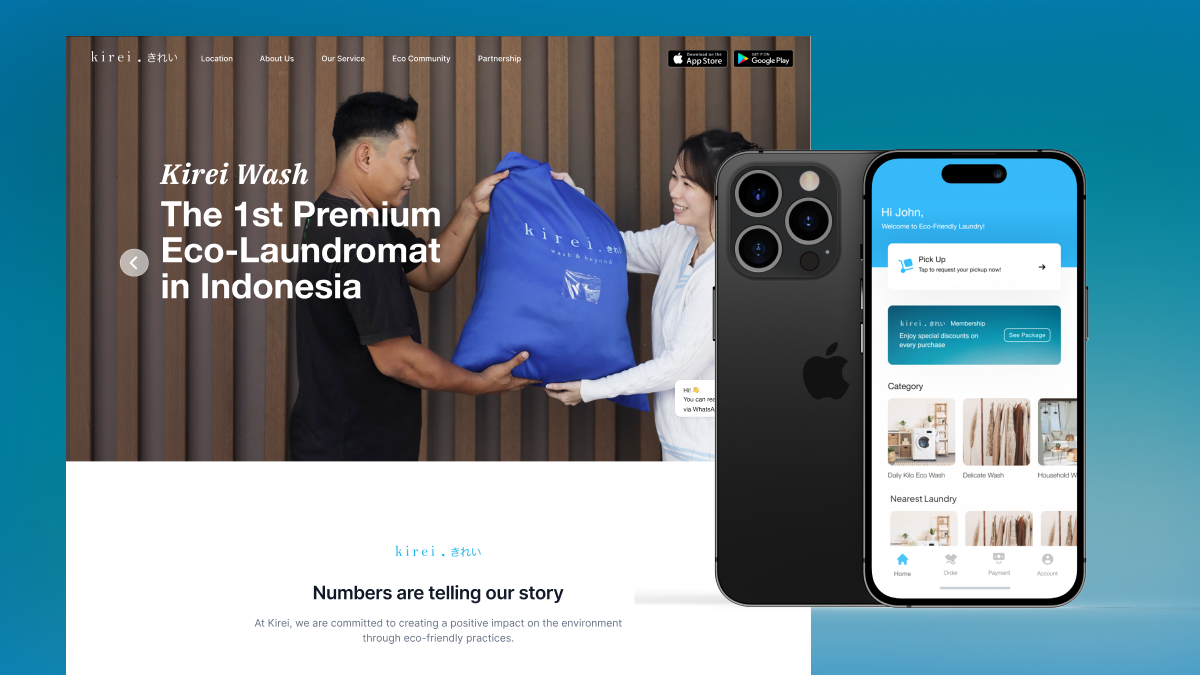 kirei. きれい
Location
About Us
Our Service
Eco Community
Partnership
Download on the
App Store
GET IT ON
Google Play
Kirei Wash
The 1st Premium
Eco-Laundromat
in Indonesia
kirei. きれい
wash & beyond
Hi! 👋
You can rea
via WhatsA
kirei. きれい
Numbers are telling our story
At Kirei, we are committed to creating a positive impact on the environment
through eco-friendly practices.
Hi John,
Welcome to Eco-Friendly Laundry!
Pick Up
Tap to request your pickup now!
kirei. きれい Membership
Enjoy special discounts on
every purchase
See Package
Category
Daily Kilo Eco Wash
Delicate Wash
Household W
Nearest Laundry
Home
Order
Payment
Account